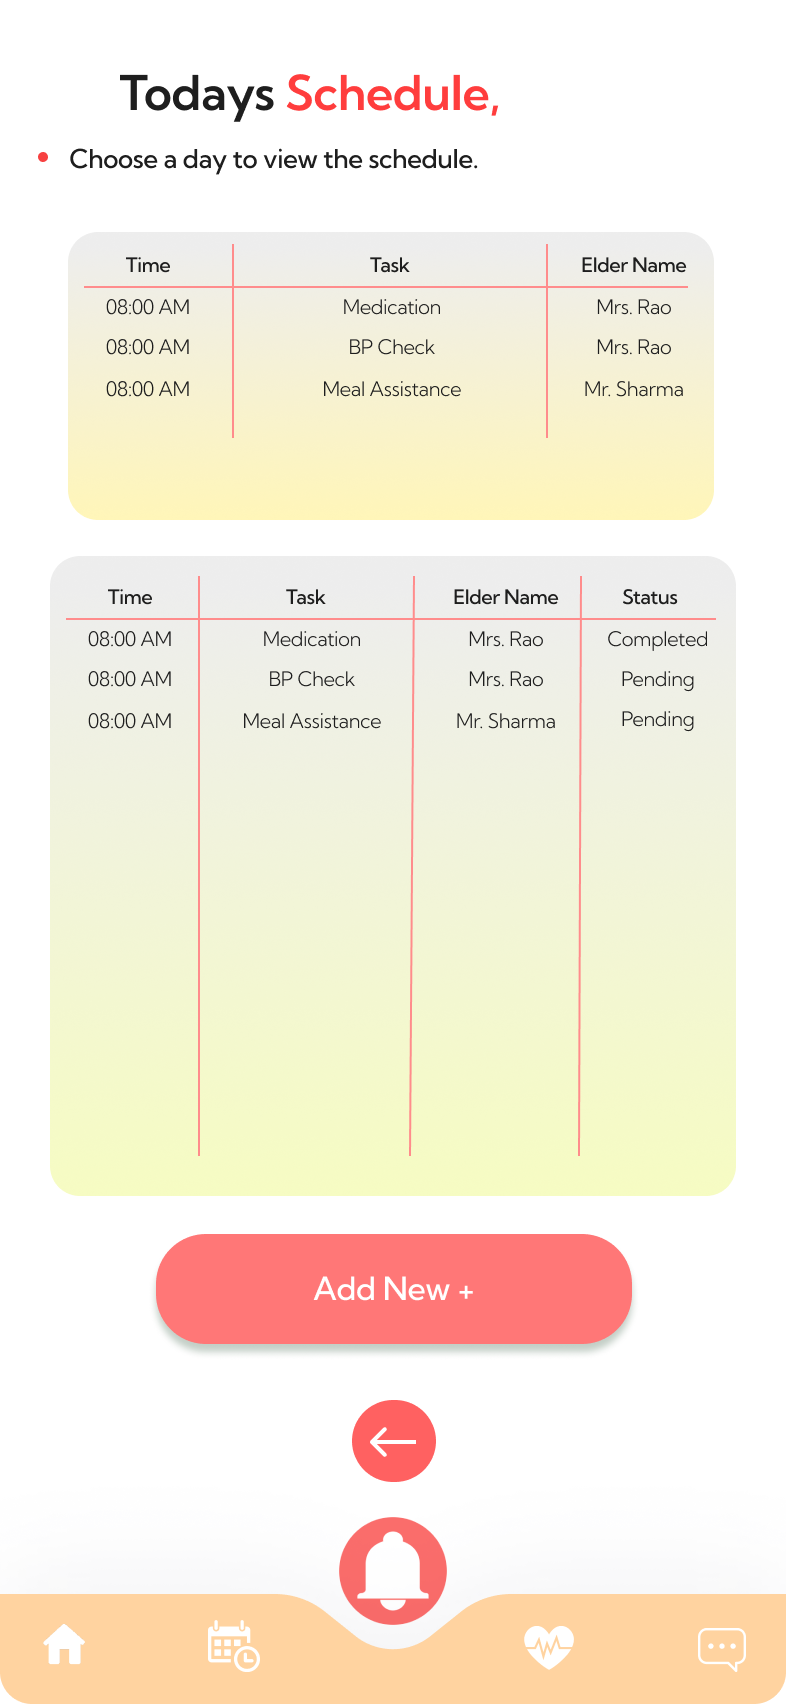 Todays Schedule,
Choose a day to view the schedule.
Time Task Elder Name
08:00 AM Medication Mrs. Rao
08:00 AM BP Check Mrs. Rao
08:00 AM Meal Assistance Mr. Sharma
Time Task Elder Name Status
08:00 AM Medication Mrs. Rao Completed
08:00 AM BP Check Mrs. Rao Pending
08:00 AM Meal Assistance Mr. Sharma Pending
Add New +